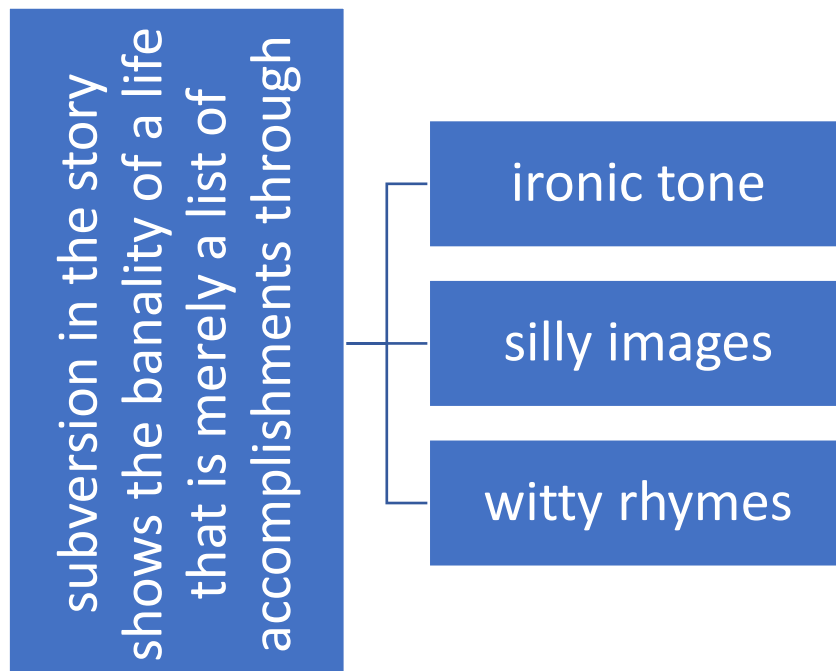 subversion in the story
shows the banality of a life
that is merely a list of
accomplishments through
ironic tone
silly images
witty rhymes